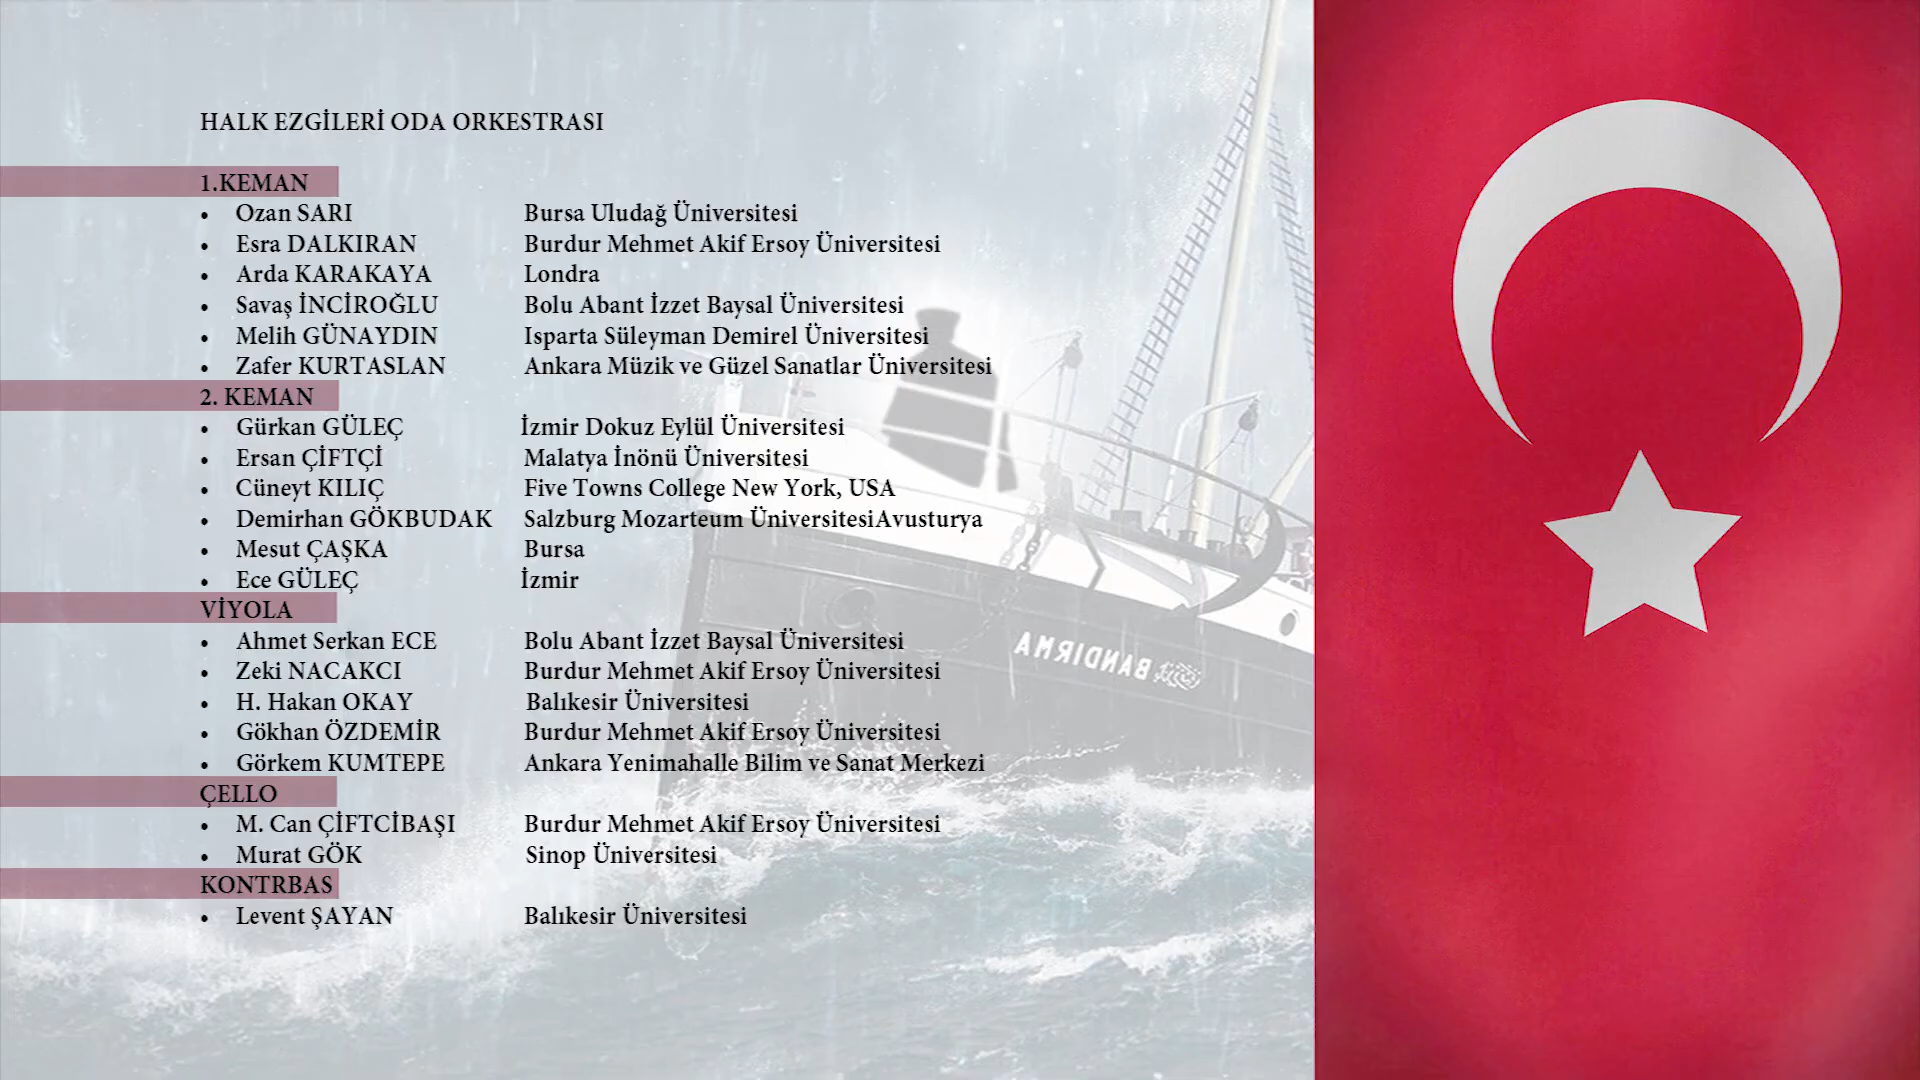 HALK EZGİLERİ ODA ORKESTRASI
1.KEMAN
• Ozan SARI Bursa Uludağ Üniversitesi
• Esra DALKIRAN Burdur Mehmet Akif Ersoy Üniversitesi
• Arda KARAKAYA Londra
• Savaş İNCİROĞLU Bolu Abant İzzet Baysal Üniversitesi
• Melih GÜNAYDIN Isparta Süleyman Demirel Üniversitesi
• Zafer KURTASLAN Ankara Müzik ve Güzel Sanatlar Üniversitesi
2. KEMAN
• Gürkan GÜLEÇ İzmir Dokuz Eylül Üniversitesi
• Ersan ÇİFTÇİ Malatya İnönü Üniversitesi
• Cüneyt KILIÇ Five Towns College New York, USA
• Demirhan GÖKBUDAK Salzburg Mozarteum ÜniversitesiAvusturya
• Mesut ÇAŞKA Bursa
• Ece GÜLEÇ İzmir
VİYOLA
• Ahmet Serkan ECE Bolu Abant İzzet Baysal Üniversitesi
• Zeki NACAKCI Burdur Mehmet Akif Ersoy Üniversitesi
• H. Hakan OKAY Balıkesir Üniversitesi
• Gökhan ÖZDEMİR Burdur Mehmet Akif Ersoy Üniversitesi
• Görkem KUMTEPE Ankara Yenimahalle Bilim ve Sanat Merkezi
ÇELLO
• M. Can ÇİFTCİBAŞI Burdur Mehmet Akif Ersoy Üniversitesi
• Murat GÖK Sinop Üniversitesi
KONTRBAS
• Levent ŞAYAN Balıkesir Üniversitesi
BANDIRMA